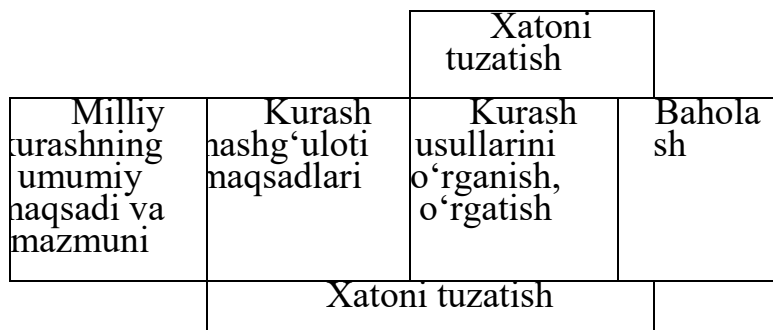 Xatoni
tuzatish
Milliy
kurashning
umumiy
maqsadi va
mazmuni
Kurash
mashg‘uloti
maqsadlari
Kurash
usullarini
o‘rganish,
o‘rgatish
Bahola
sh
Xatoni tuzatish